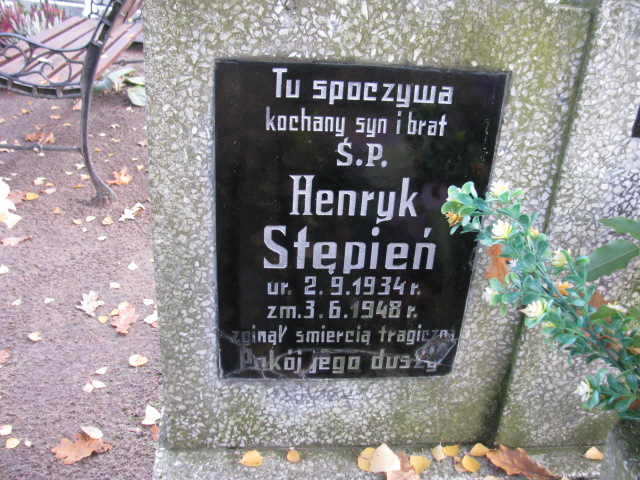 Tu spoczywa
kochany syn i brat
Ś.P.
Henryk
Stępień
ur. 2.9.1934 r.
zm. 3.6.1948 r.
zginął śmiercią tragiczną
Pokój jego duszy